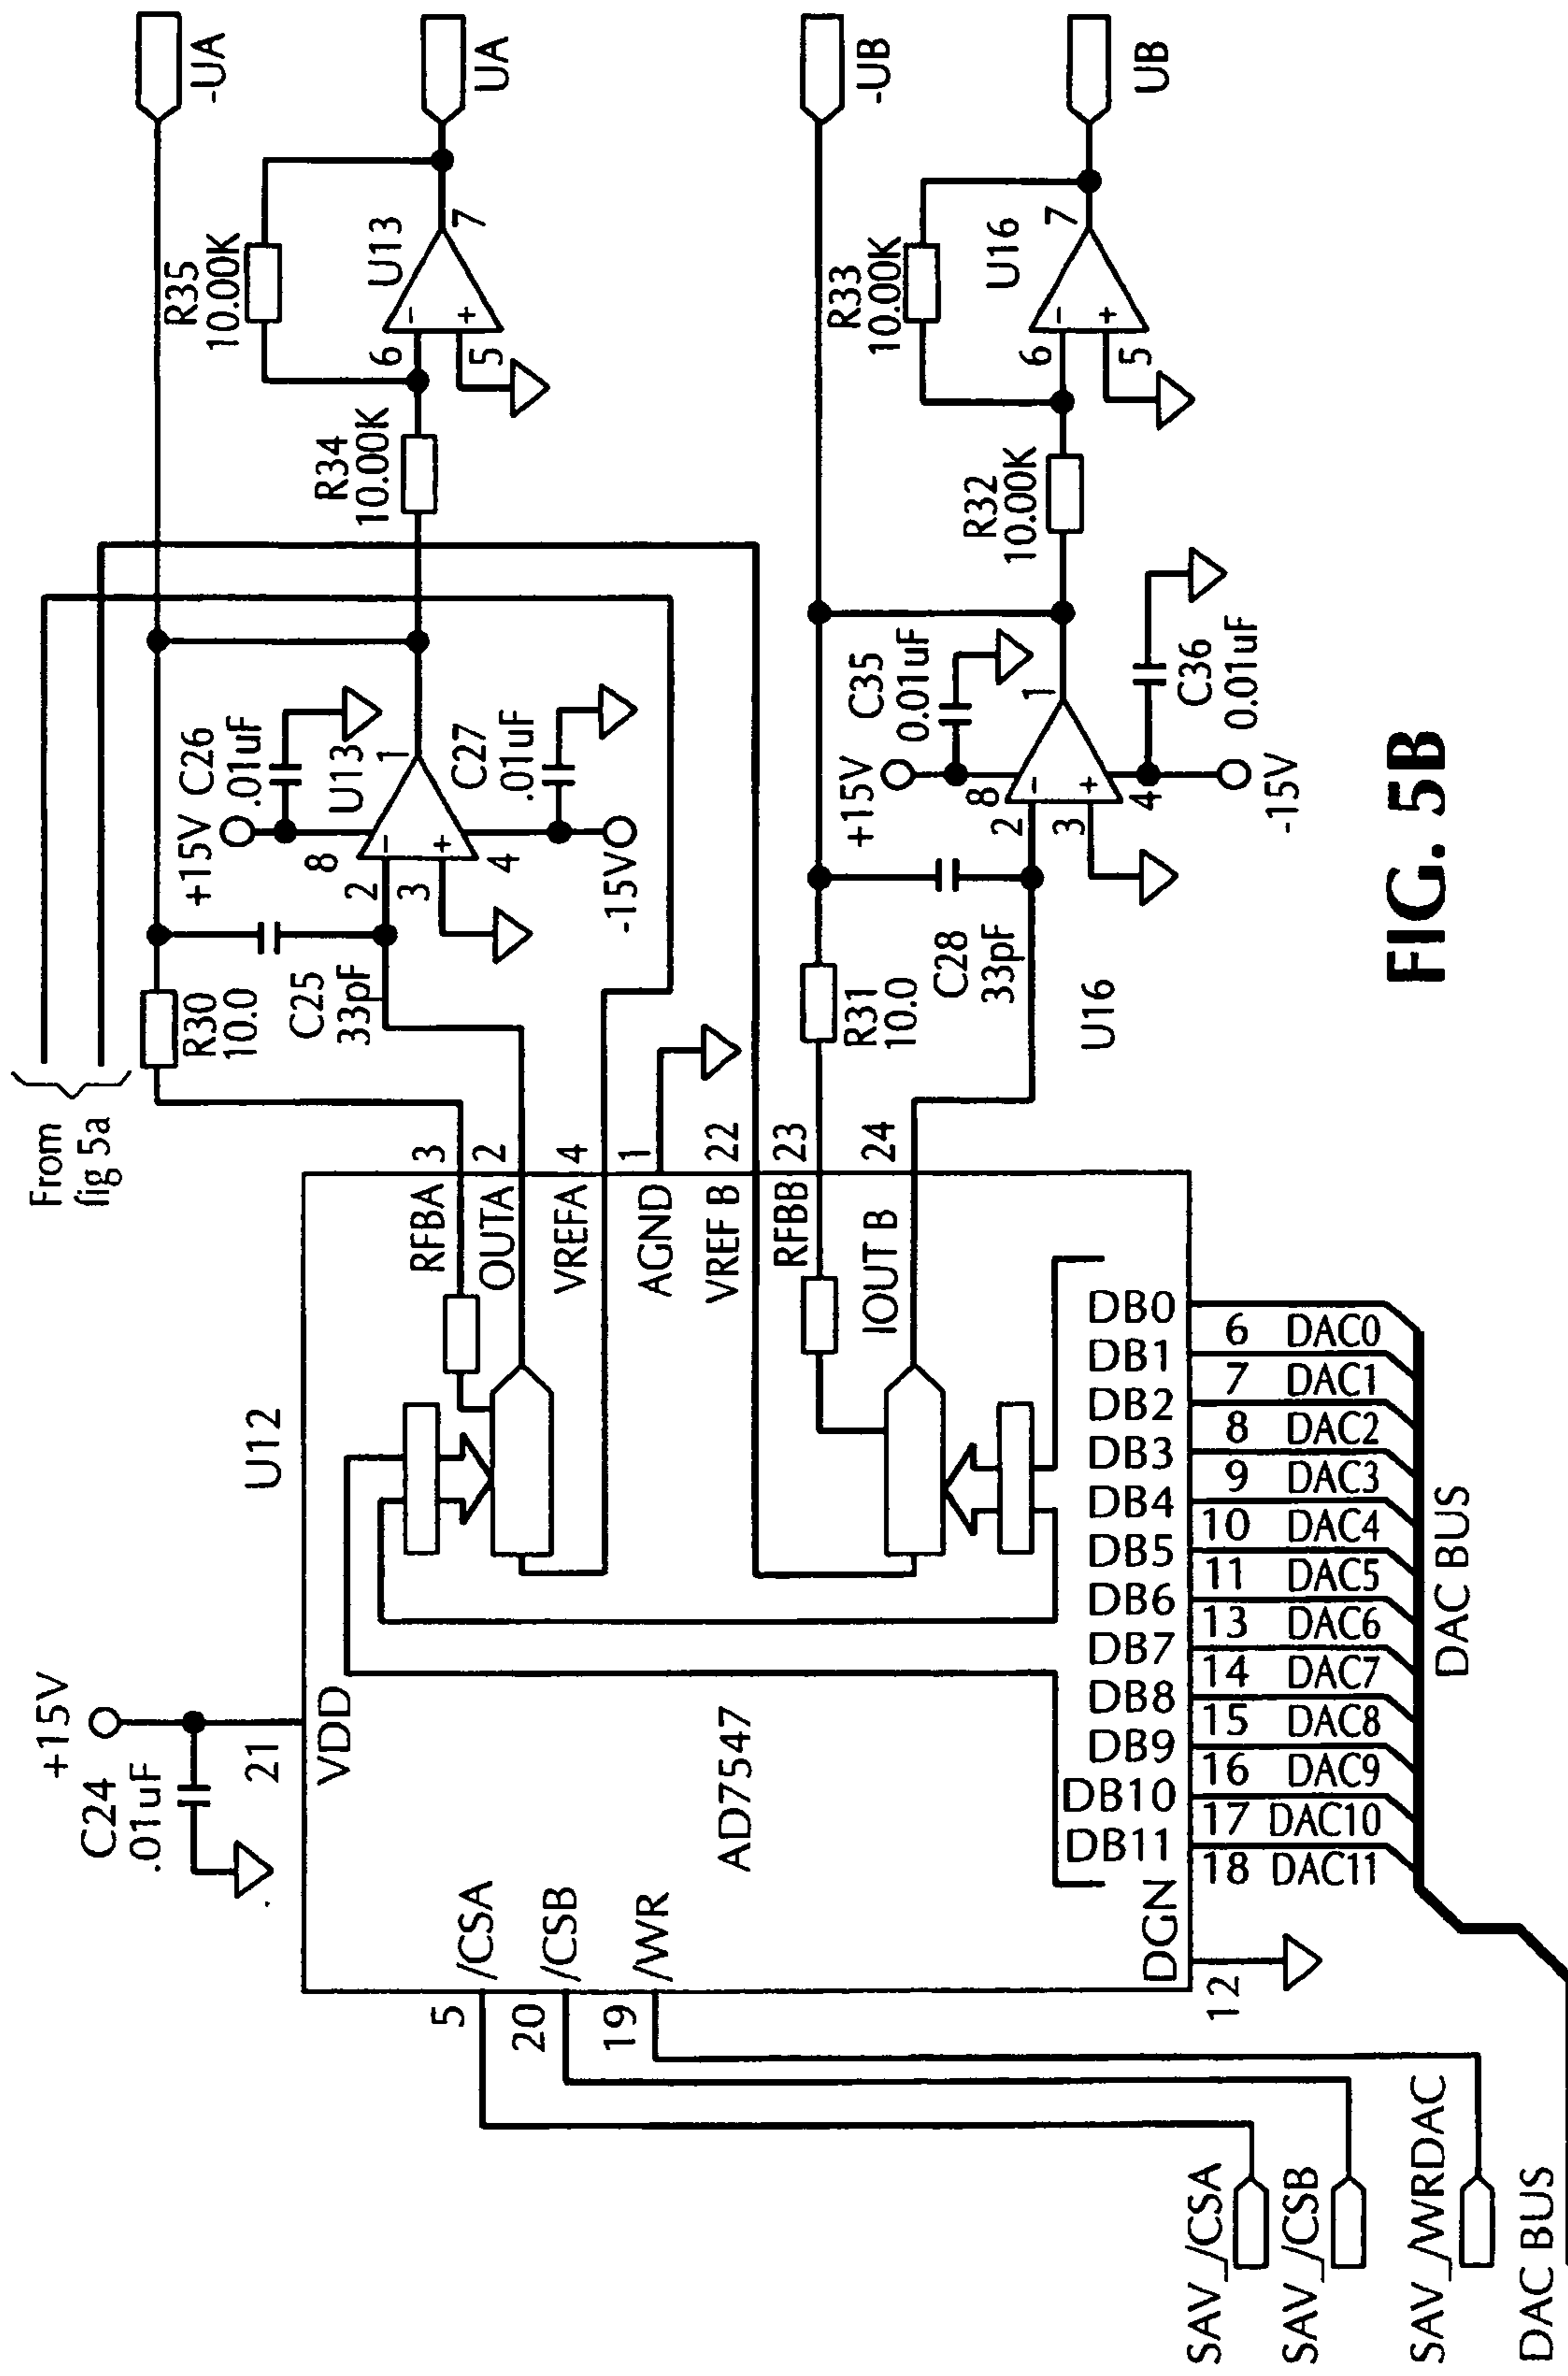 From
fig 5a
-UA
UA
-UB
UB
R35
10.00K
U13
7
6
5
R34
10.00K
R33
10.00K
U16
7
6
5
R32
10.00K
C26
.01uF
+15V
U13
1
8
2
3
4
C27
.01uF
-15V
R30
10.0
C25
33pF
C35
0.01uF
+15V
1
8
2
3
4
C36
0.01uF
-15V
R31
10.0
C28
33pF
U16
+15V
C24
.01uF
21
VDD
U12
AD7547
RFBA
3
OUTA
2
VREFA
4
AGND
1
VREF B
22
RFBB
23
IOUT B
24
/CSA
5
/CSB
20
/WR
19
DGN
12
DB0
6
DAC0
DB1
7
DAC1
DB2
8
DAC2
DB3
9
DAC3
DB4
10
DAC4
DB5
11
DAC5
DB6
13
DAC6
DB7
14
DAC7
DB8
15
DAC8
DB9
16
DAC9
DB10
17
DAC10
DB11
18
DAC11
DAC BUS
SAV_/CSA
SAV_/CSB
SAV_/WRDAC
DAC BUS
FIG. 5B